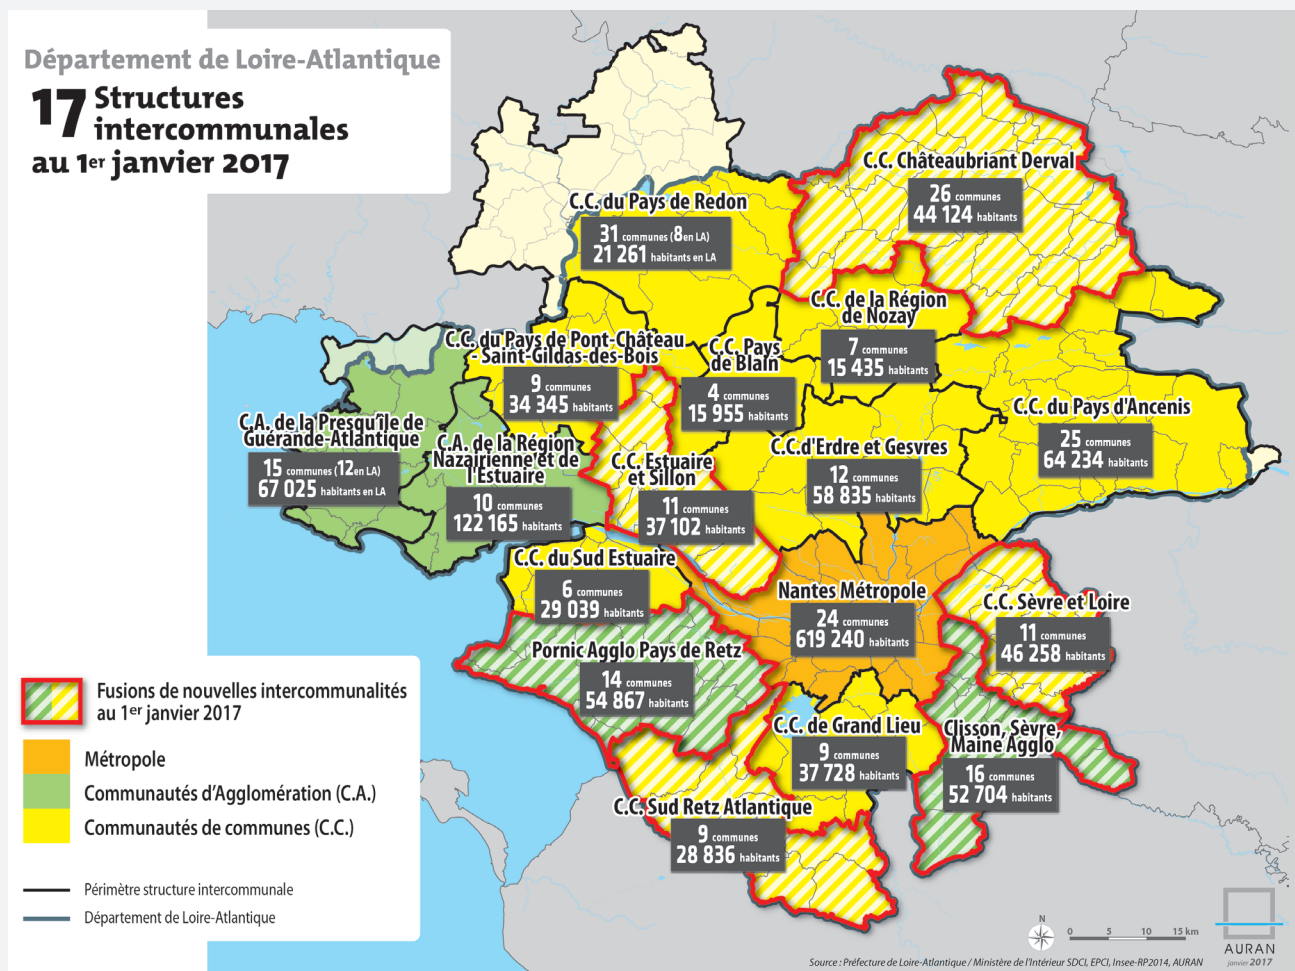 Département de Loire-Atlantique
17 Structures
intercommunales
au 1er janvier 2017
C.C. Châteaubriant Derval
26 communes
44 124 habitants
C.C. du Pays de Redon
31 communes (8 en LA)
21 261 habitants en LA
C.C. de la Région
de Nozay
7 communes
15 435 habitants
C.C. du Pays de Pont-Château
- Saint-Gildas-des-Bois
9 communes
34 345 habitants
C.C. Pays
de Blain
4 communes
15 955 habitants
C.C. du Pays d'Ancenis
25 communes
64 234 habitants
C.A. de la Presqu'île de
Guérande-Atlantique
15 communes (12 en LA)
67 025 habitants en LA
C.A. de la Région
Nazairienne et de
l'Estuaire
10 communes
122 165 habitants
C.C. Estuaire
et Sillon
11 communes
37 102 habitants
C.C.d'Erdre et Gesvres
12 communes
58 835 habitants
C.C. du Sud Estuaire
6 communes
29 039 habitants
Nantes Métropole
24 communes
619 240 habitants
C.C. Sèvre et Loire
11 communes
46 258 habitants
Pornic Agglo Pays de Retz
14 communes
54 867 habitants
C.C. de Grand Lieu
9 communes
37 728 habitants
Clisson, Sèvre,
Maine Agglo
16 communes
52 704 habitants
C.C. Sud Retz Atlantique
9 communes
28 836 habitants
Fusions de nouvelles intercommunalités
au 1er janvier 2017
Métropole
Communautés d'Agglomération (C.A.)
Communautés de communes (C.C.)
Périmètre structure intercommunale
Département de Loire-Atlantique
N
0 5 10 15 km
AURAN
janvier 2017
Source : Préfecture de Loire-Atlantique / Ministère de l'Intérieur SDCI, EPCI, Insee-RP2014, AURAN